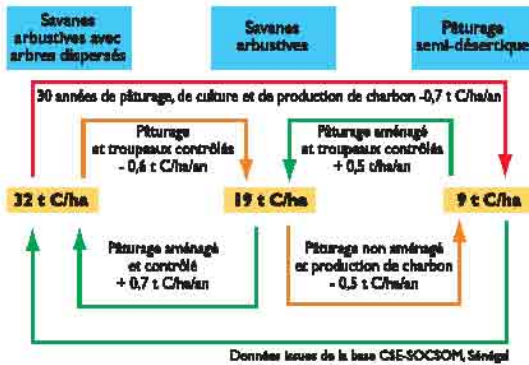 Savanes
arbustives avec
arbres dispersés
Savanes
arbustives
Pâturage
semi-désertique
30 années de pâturage, de culture et de production de charbon -0,7 t C/ha/an
Pâturage
et troupeaux contrôlés
- 0,6 t C/ha/an
Pâturage aménagé
et troupeaux contrôlés
+ 0,5 t/ha/an
32 t C/ha
19 t C/ha
9 t C/ha
Pâturage aménagé
et contrôlé
+ 0,7 t C/ha/an
Pâturage non aménagé
et production de charbon
- 0,5 t C/ha/an
Données issues de la base CSE-SOCSOM, Sénégal